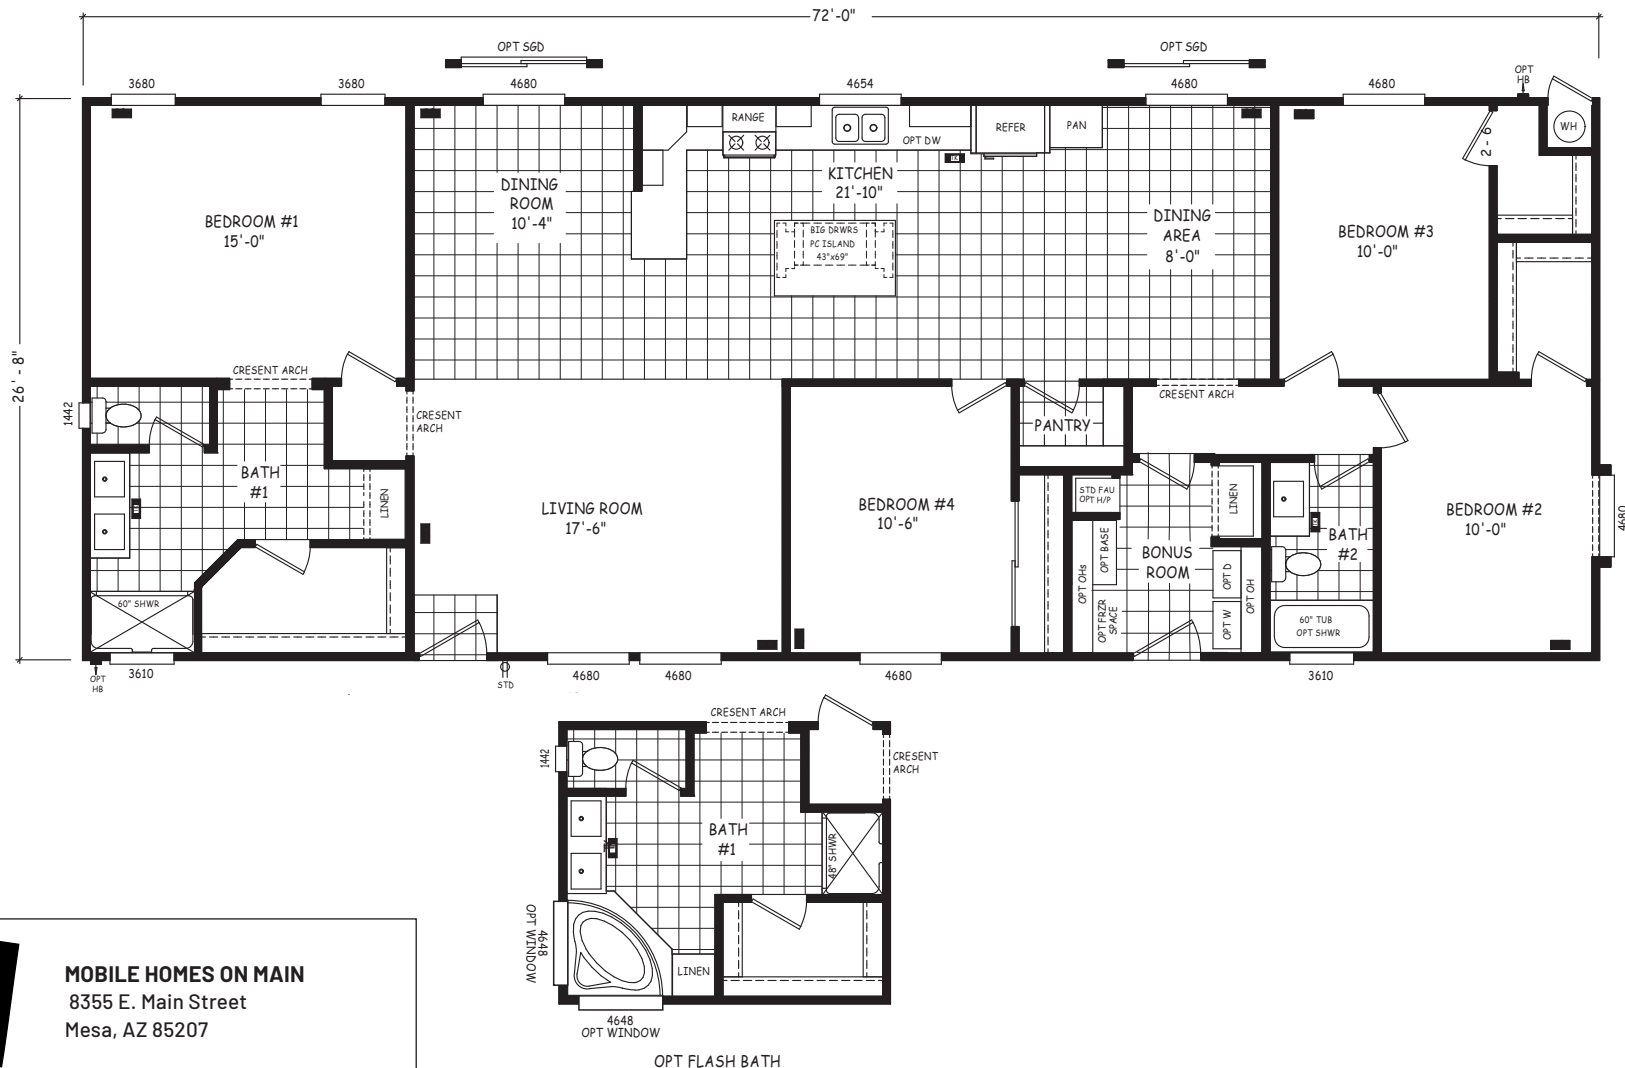 72'-0"
OPT SGD
OPT SGD
3680
3680
4680
4654
4680
4680
OPT
HB
WH
RANGE
OPT DW
REFER
PAN
2-6
26'-8"
BEDROOM #1
15'-0"
DINING
ROOM
10'-4"
KITCHEN
21'-10"
BIG DRWRS
PC ISLAND
43"x69"
DINING
AREA
8'-0"
BEDROOM #3
10'-0"
CRESENT ARCH
CRESENT
ARCH
1442
BATH
#1
LINEN
60" SHWR
LIVING ROOM
17'-6"
BEDROOM #4
10'-6"
PANTRY
CRESENT ARCH
STD FAU
OPT H/P
OPT BASE
OPT OHs
OPT FRZR
SPACE
BONUS
ROOM
LINEN
OPT D
OPT W
OPT OH
BATH
#2
60" TUB
OPT SHWR
BEDROOM #2
10'-0"
4680
OPT
HB
3610
STD
4680
4680
4680
3610
CRESENT ARCH
CRESENT
ARCH
1442
BATH
#1
48" SHWR
LINEN
4648
OPT WINDOW
4648
OPT WINDOW
OPT FLASH BATH
MOBILE HOMES ON MAIN
8355 E. Main Street
Mesa, AZ 85207